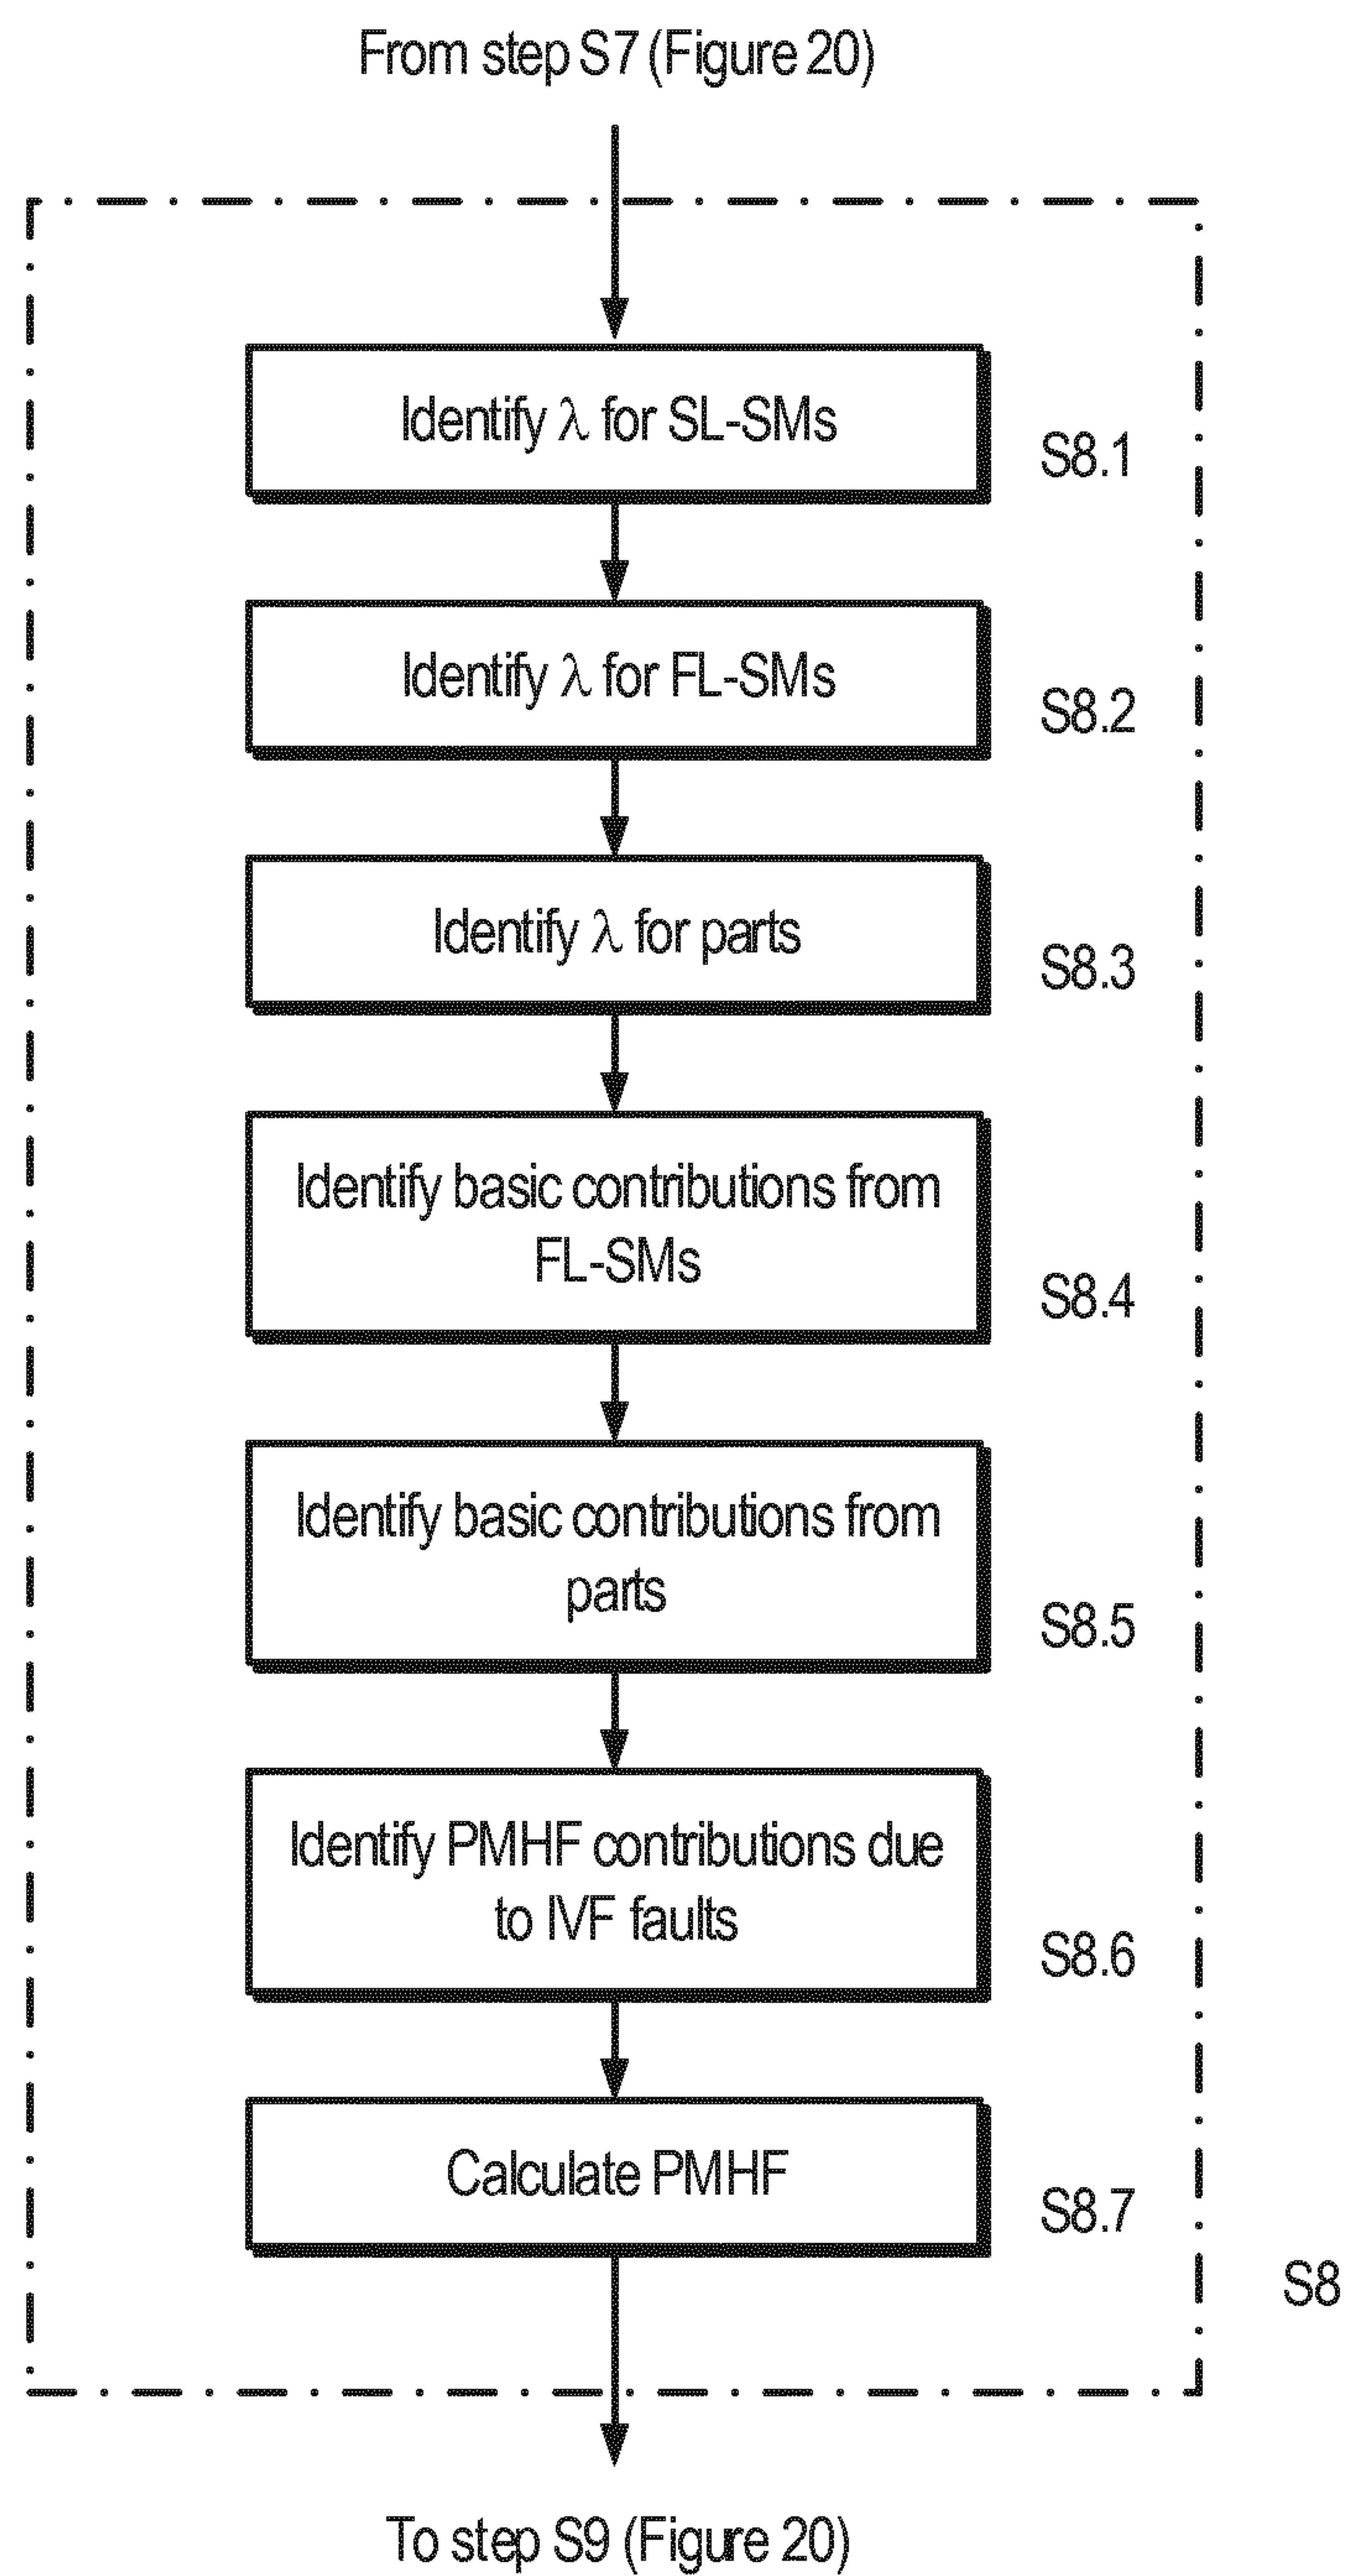 From step S7 (Figure 20)
Identify λ for SL-SMs
S8.1
Identify λ for FL-SMs
S8.2
Identify λ for parts
S8.3
Identify basic contributions from
FL-SMs
S8.4
Identify basic contributions from
parts
S8.5
Identify PMHF contributions due
to IVF faults
S8.6
Calculate PMHF
S8.7
S8
To step S9 (Figure 20)